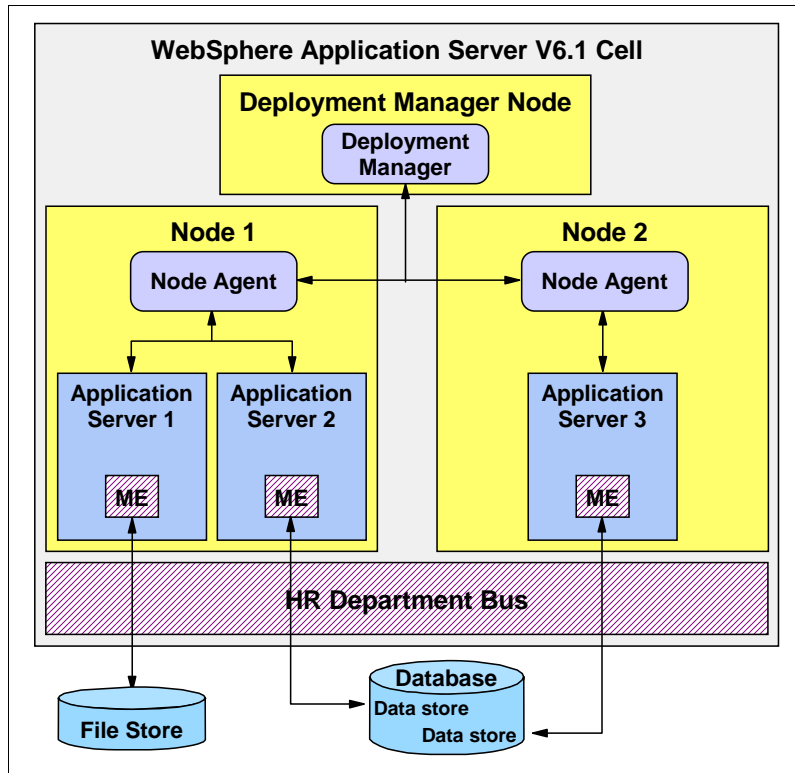 WebSphere Application Server V6.1 Cell
Deployment Manager Node
Deployment
Manager
Node 1
Node 2
Node Agent
Node Agent
Application
Server 1
Application
Server 2
Application
Server 3
ME
ME
ME
HR Department Bus
File Store
Database
Data store
Data store